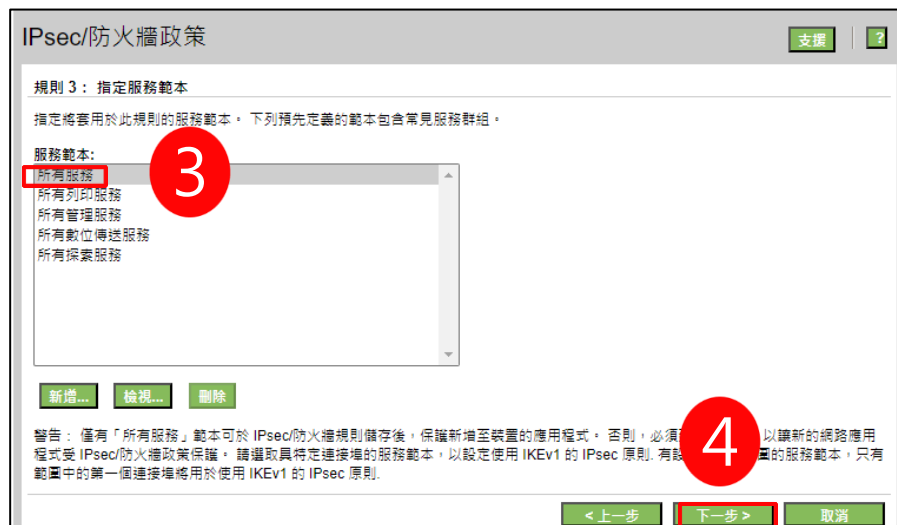 IPsec/防火牆政策
支援
?
規則 3： 指定服務範本
指定將套用於此規則的服務範本。 下列預先定義的範本包含常見服務群組。
服務範本:
所有服務
3
所有列印服務
所有管理服務
所有數位傳送服務
所有探索服務
新增...
檢視...
刪除
警告： 僅有「所有服務」範本可於 IPsec/防火牆規則儲存後，保護新增至裝置的應用程式。 否則，必須 以讓新的網路應用
4
程式受 IPsec/防火牆政策保護。 請選取具特定連接埠的服務範本，以設定使用 IKEv1 的 IPsec 原則. 有設 圍的服務範本，只有
範圍中的第一個連接埠將用於使用 IKEv1 的 IPsec 原則.
< 上一步
下一步 >
取消